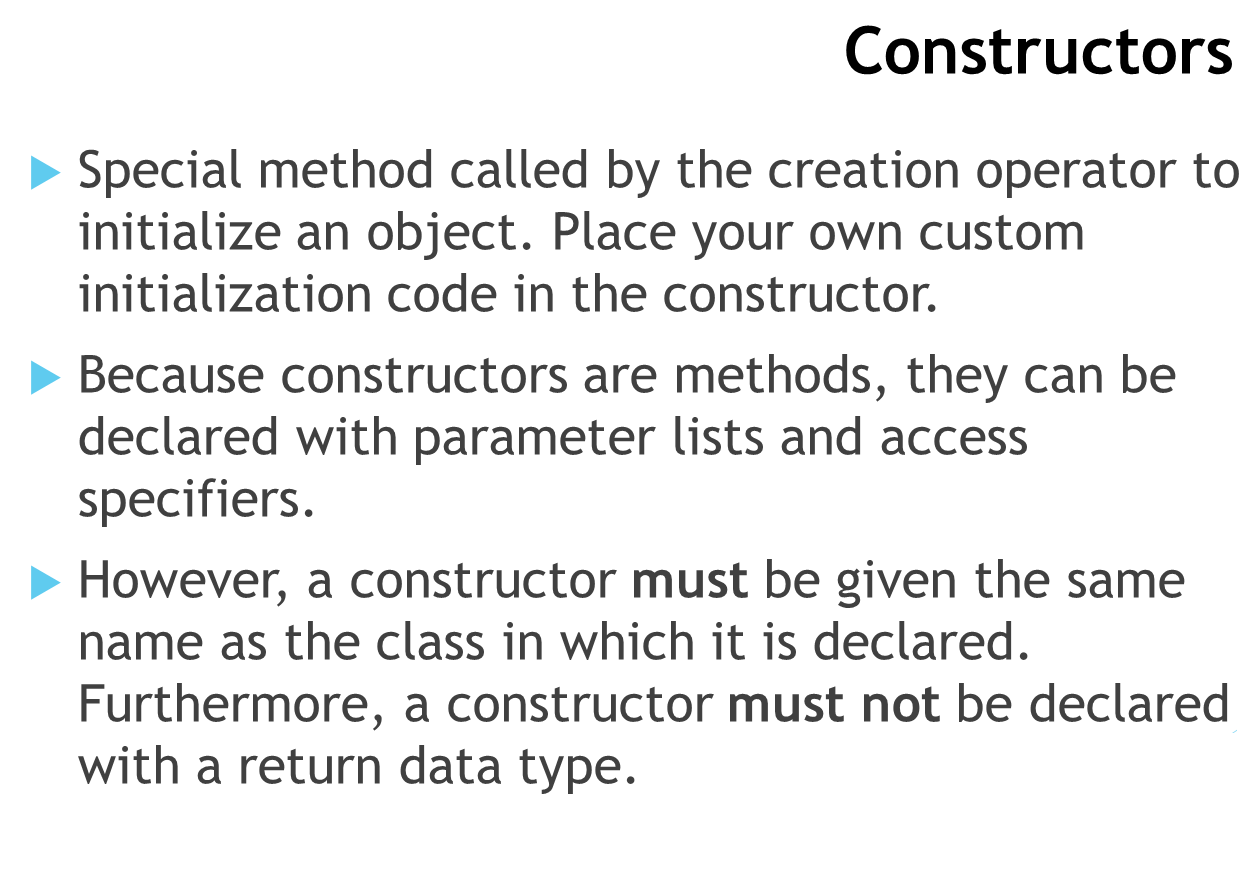 Constructors
Special method called by the creation operator to
initialize an object. Place your own custom
initialization code in the constructor.
Because constructors are methods, they can be
declared with parameter lists and access
specifiers.
However, a constructor must be given the same
name as the class in which it is declared.
Furthermore, a constructor must not be declared
with a return data type.